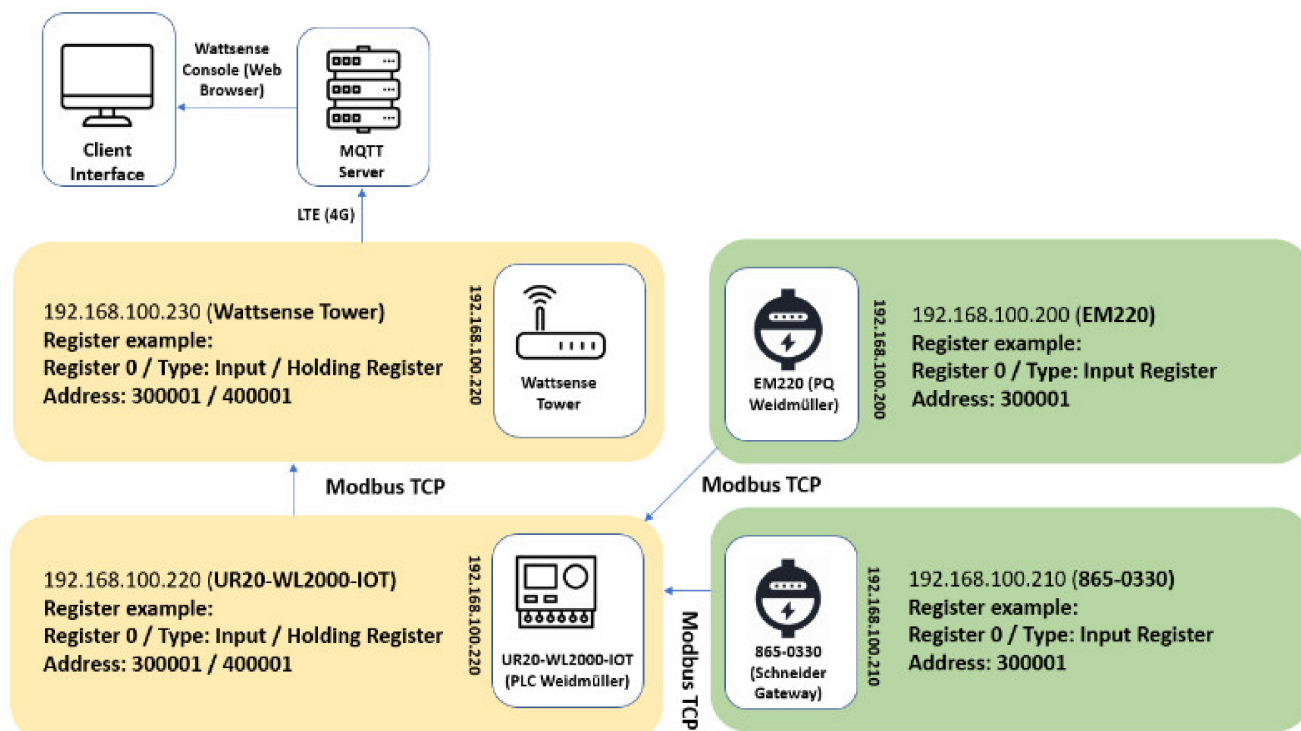 Wattsense
Console (Web
Browser)
Client
Interface
MQTT
Server
LTE (4G)
192.168.100.230 (Wattsense Tower)
Register example:
Register 0 / Type: Input / Holding Register
Address: 300001 / 400001
192.168.100.220
Wattsense
Tower
EM220 (PQ
Weidmüller)
192.168.100.200
192.168.100.200 (EM220)
Register example:
Register 0 / Type: Input Register
Address: 300001
Modbus TCP
Modbus TCP
192.168.100.220 (UR20-WL2000-IOT)
Register example:
Register 0 / Type: Input / Holding Register
Address: 300001 / 400001
192.168.100.220
UR20-WL2000-IOT
(PLC Weidmüller)
Modbus TCP
865-0330
(Schneider
Gateway)
192.168.100.210
192.168.100.210 (865-0330)
Register example:
Register 0 / Type: Input Register
Address: 300001